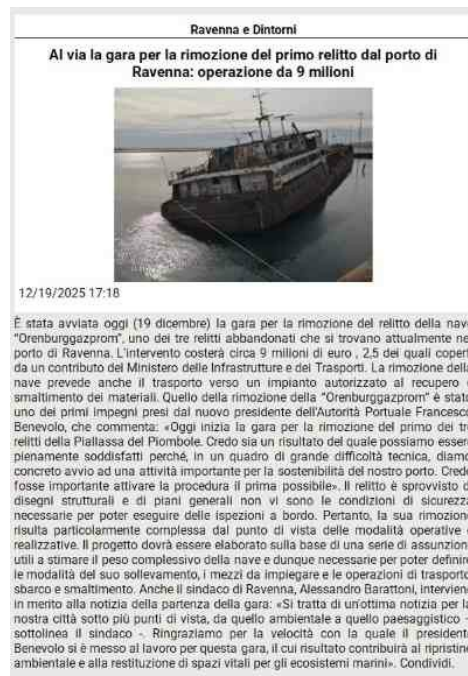 Ravenna e Dintorni
Al via la gara per la rimozione del primo relitto dal porto di
Ravenna: operazione da 9 milioni
12/19/2025 17:18
È stata avviata oggi (19 dicembre) la gara per la rimozione del relitto della nave
"Orenburggazprom", uno dei tre relitti abbandonati che si trovano attualmente nel
porto di Ravenna. L'intervento costerà circa 9 milioni di euro , 2,5 dei quali coperti
da un contributo del Ministero delle Infrastrutture e dei Trasporti. La rimozione della
nave prevede anche il trasporto verso un impianto autorizzato al recupero
smaltimento dei materiali. Quello della rimozione della "Orenburggazprom" è stato
uno dei primi impegni presi dal nuovo presidente dell'Autorità Portuale Francesco
Benevolo, che commenta: «Oggi inizia la gara per la rimozione del primo dei tre
relitti della Piallassa del Piombole. Credo sia un risultato del quale possiamo essere
pienamente soddisfatti perché, in un quadro di grande difficoltà tecnica, diamo
concreto avvio ad una attività importante per la sostenibilità del nostro porto. Credo
fosse importante attivare la procedura il prima possibile». Il relitto è sprovvisto di
disegni strutturali e di piani generali non vi sono le condizioni di sicurezza
necessarie per poter eseguire delle ispezioni a bordo. Pertanto, la sua rimozione
risulta particolarmente complessa dal punto di vista delle modalità operative e
realizzative. Il progetto dovrà essere elaborato sulla base di una serie di assunzioni
utili a stimare il peso complessivo della nave e dunque necessarie per poter definire
le modalità del suo sollevamento, i mezzi da impiegare e le operazioni di trasporto,
sbarco e smaltimento. Anche il sindaco di Ravenna, Alessandro Barattoni, interviene
in merito alla notizia della partenza della gara: «Si tratta di un'ottima notizia per la
nostra città sotto più punti di vista, da quello ambientale a quello paesaggistico -
sottolinea il sindaco -. Ringraziamo per la velocità con la quale il presidente
Benevolo si è messo al lavoro per questa gara, il cui risultato contribuirà al ripristino
ambientale e alla restituzione di spazi vitali per gli ecosistemi marini». Condividi.